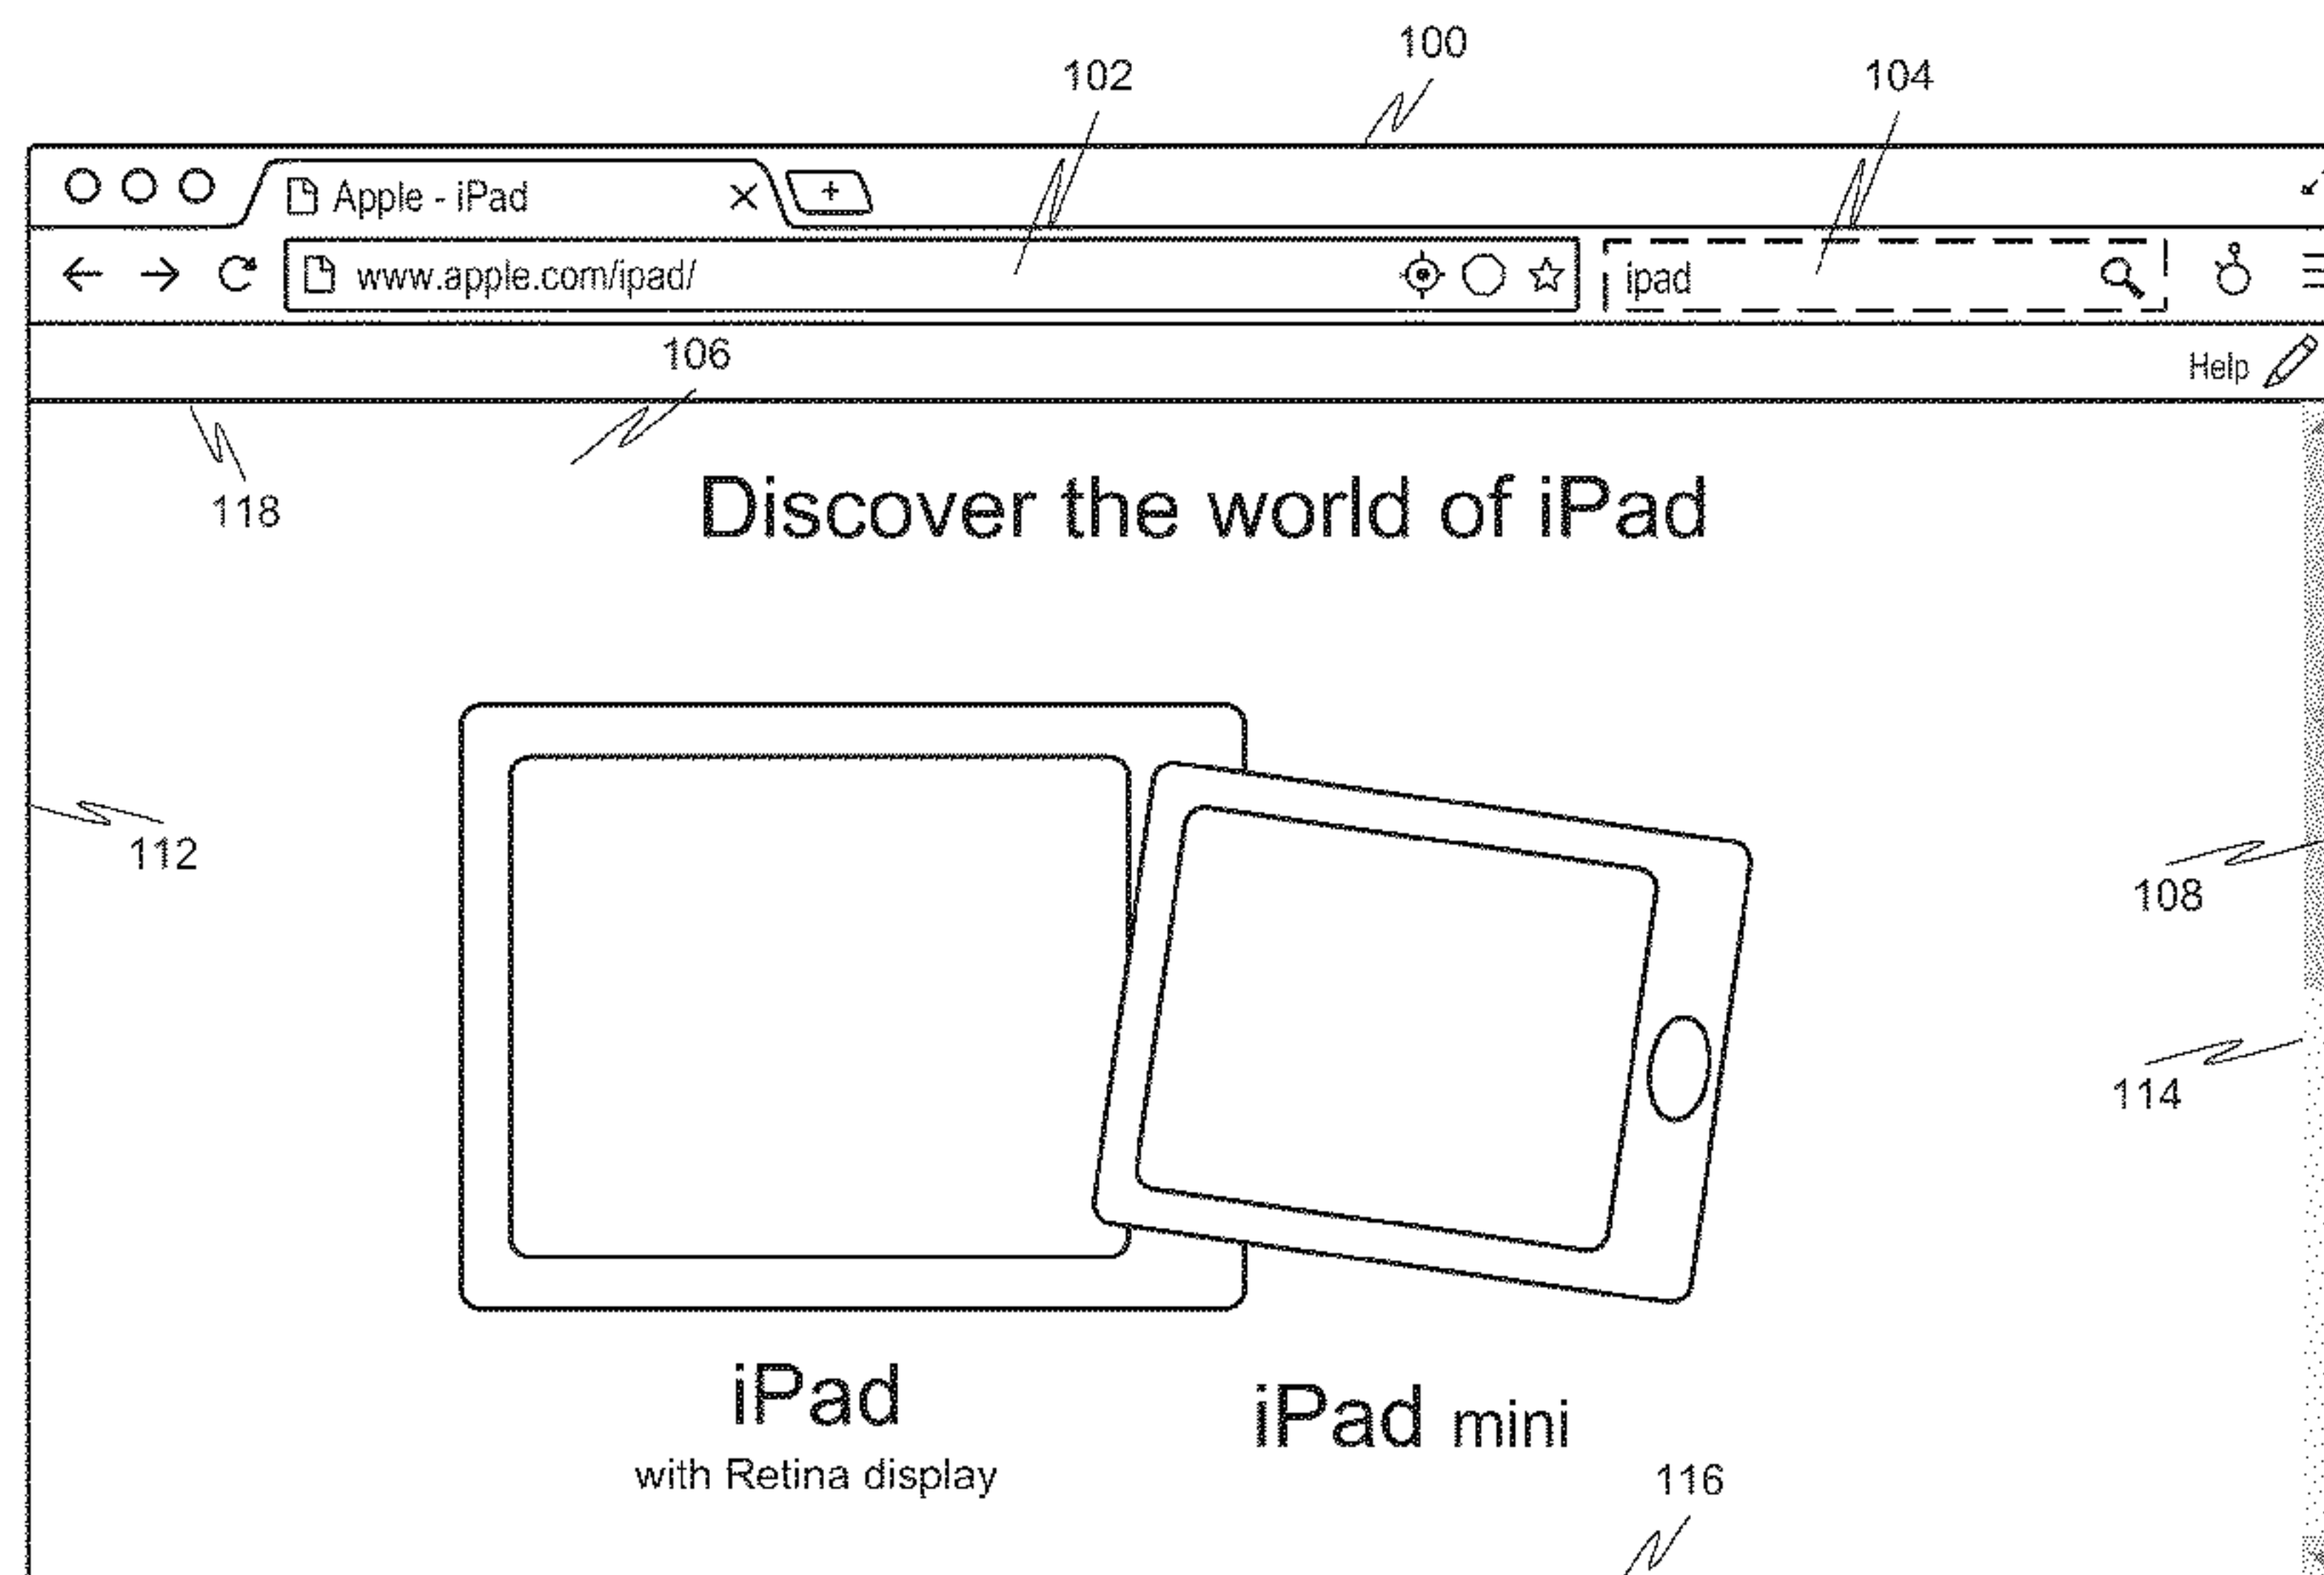 100
102
104
Apple - iPad
+
www.apple.com/ipad/
ipad
106
Help
118
Discover the world of iPad
112
108
114
iPad
iPad mini
with Retina display
116